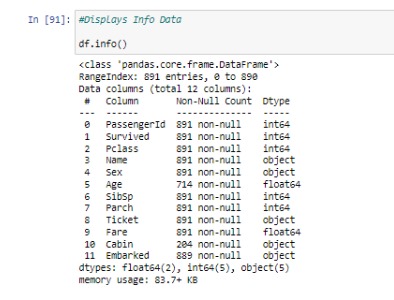 In [91]: #Displays Info Data
df.info()
<class 'pandas.core.frame.DataFrame'>
RangeIndex: 891 entries, 0 to 890
Data columns (total 12 columns):
 #   Column       Non-Null Count  Dtype
---  ------       --------------  -----
 0   PassengerId  891 non-null    int64
 1   Survived     891 non-null    int64
 2   Pclass       891 non-null    int64
 3   Name         891 non-null    object
 4   Sex          891 non-null    object
 5   Age          714 non-null    float64
 6   SibSp        891 non-null    int64
 7   Parch        891 non-null    int64
 8   Ticket       891 non-null    object
 9   Fare         891 non-null    float64
 10  Cabin        204 non-null    object
 11  Embarked     889 non-null    object
dtypes: float64(2), int64(5), object(5)
memory usage: 83.7+ KB